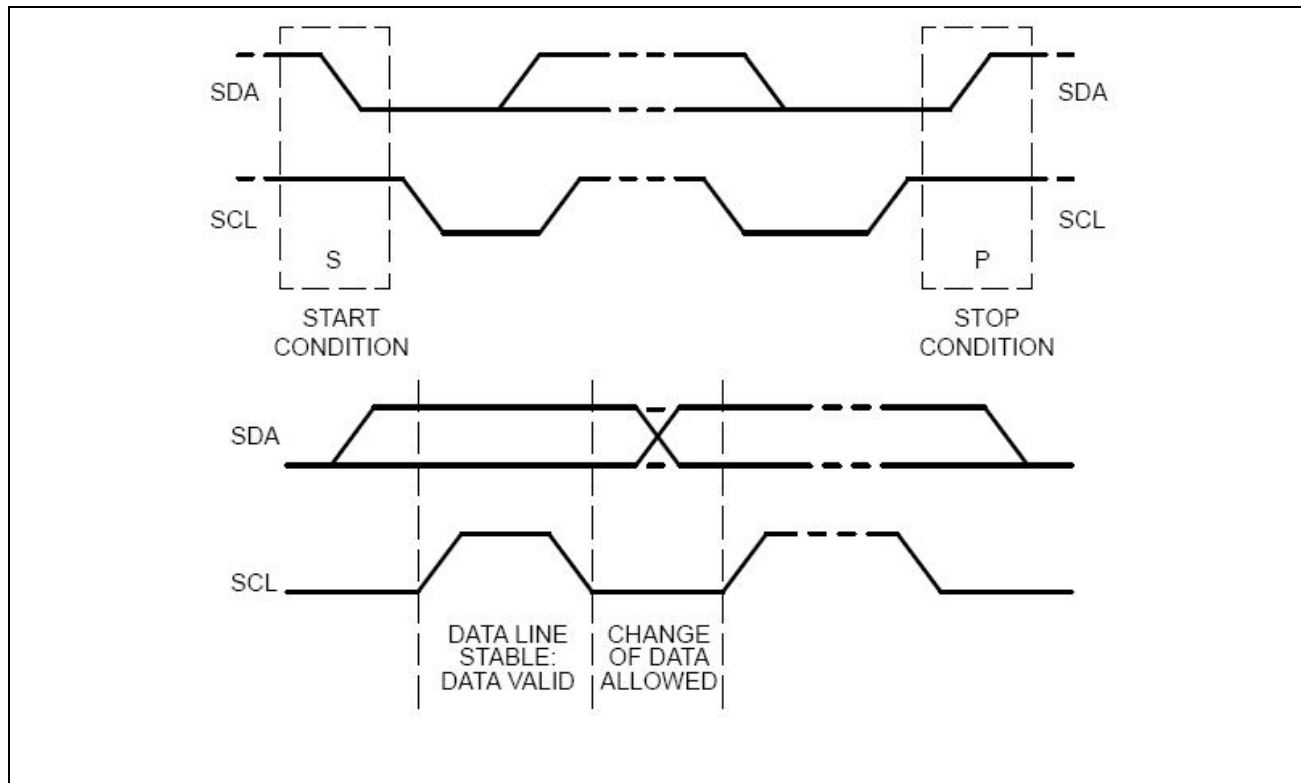 SDA
SDA
SCL
SCL
S
P
START
CONDITION
STOP
CONDITION
SDA
SCL
DATA LINE
STABLE:
DATA VALID
CHANGE
OF DATA
ALLOWED